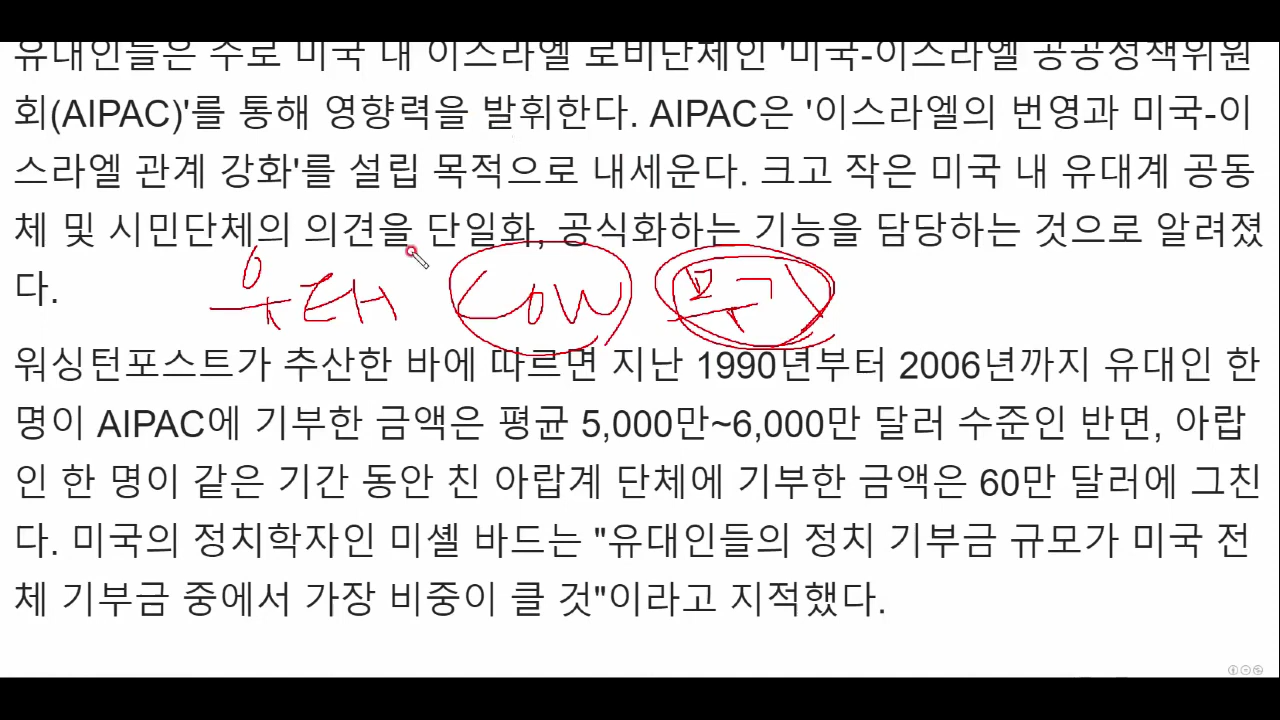 유대인들은 주로 미국 내 이스라엘 로비단체인 '미국-이스라엘 공공정책위원
회(AIPAC)'를 통해 영향력을 발휘한다. AIPAC은 '이스라엘의 번영과 미국-이
스라엘 관계 강화'를 설립 목적으로 내세운다. 크고 작은 미국 내 유대계 공동
체 및 시민단체의 의견을 단일화, 공식화하는 기능을 담당하는 것으로 알려졌
다.
유태
워싱턴포스트가 추산한 바에 따르면 지난 1990년부터 2006년까지 유대인 한
명이 AIPAC에 기부한 금액은 평균 5,000만~6,000만 달러 수준인 반면, 아랍
인 한 명이 같은 기간 동안 친 아랍계 단체에 기부한 금액은 60만 달러에 그친
다. 미국의 정치학자인 미셸 바드는 "유대인들의 정치 기부금 규모가 미국 전
체 기부금 중에서 가장 비중이 클 것"이라고 지적했다.